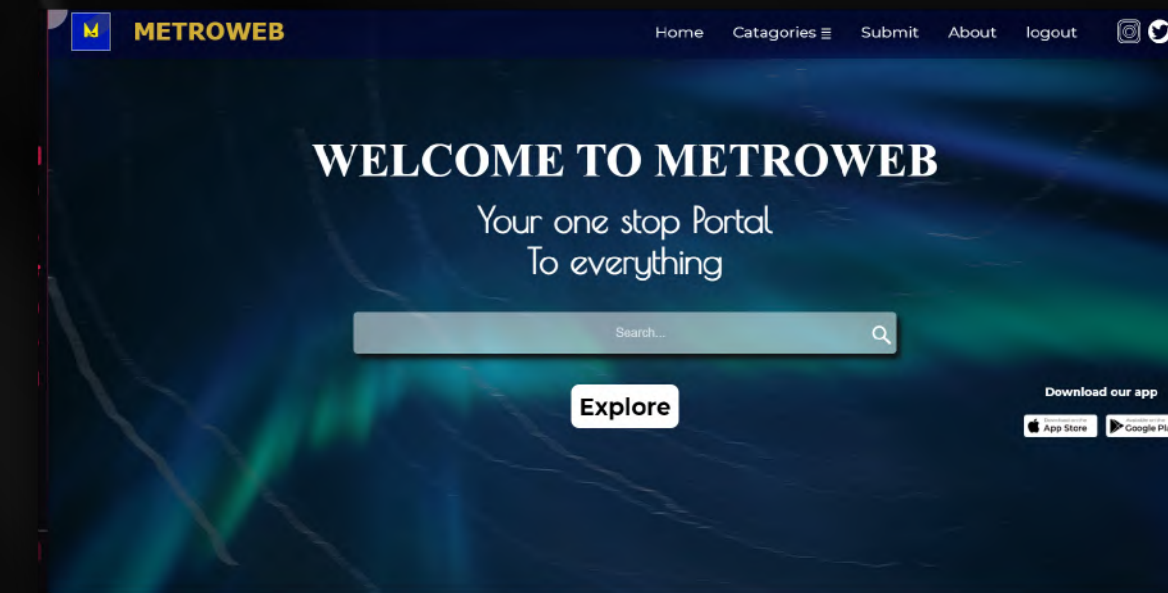 M METROWEB Home Catagories Submit About logout
WELCOME TO METROWEB
Your one stop Portal
To everything
Search...
Explore
Download our app
App Store
Google